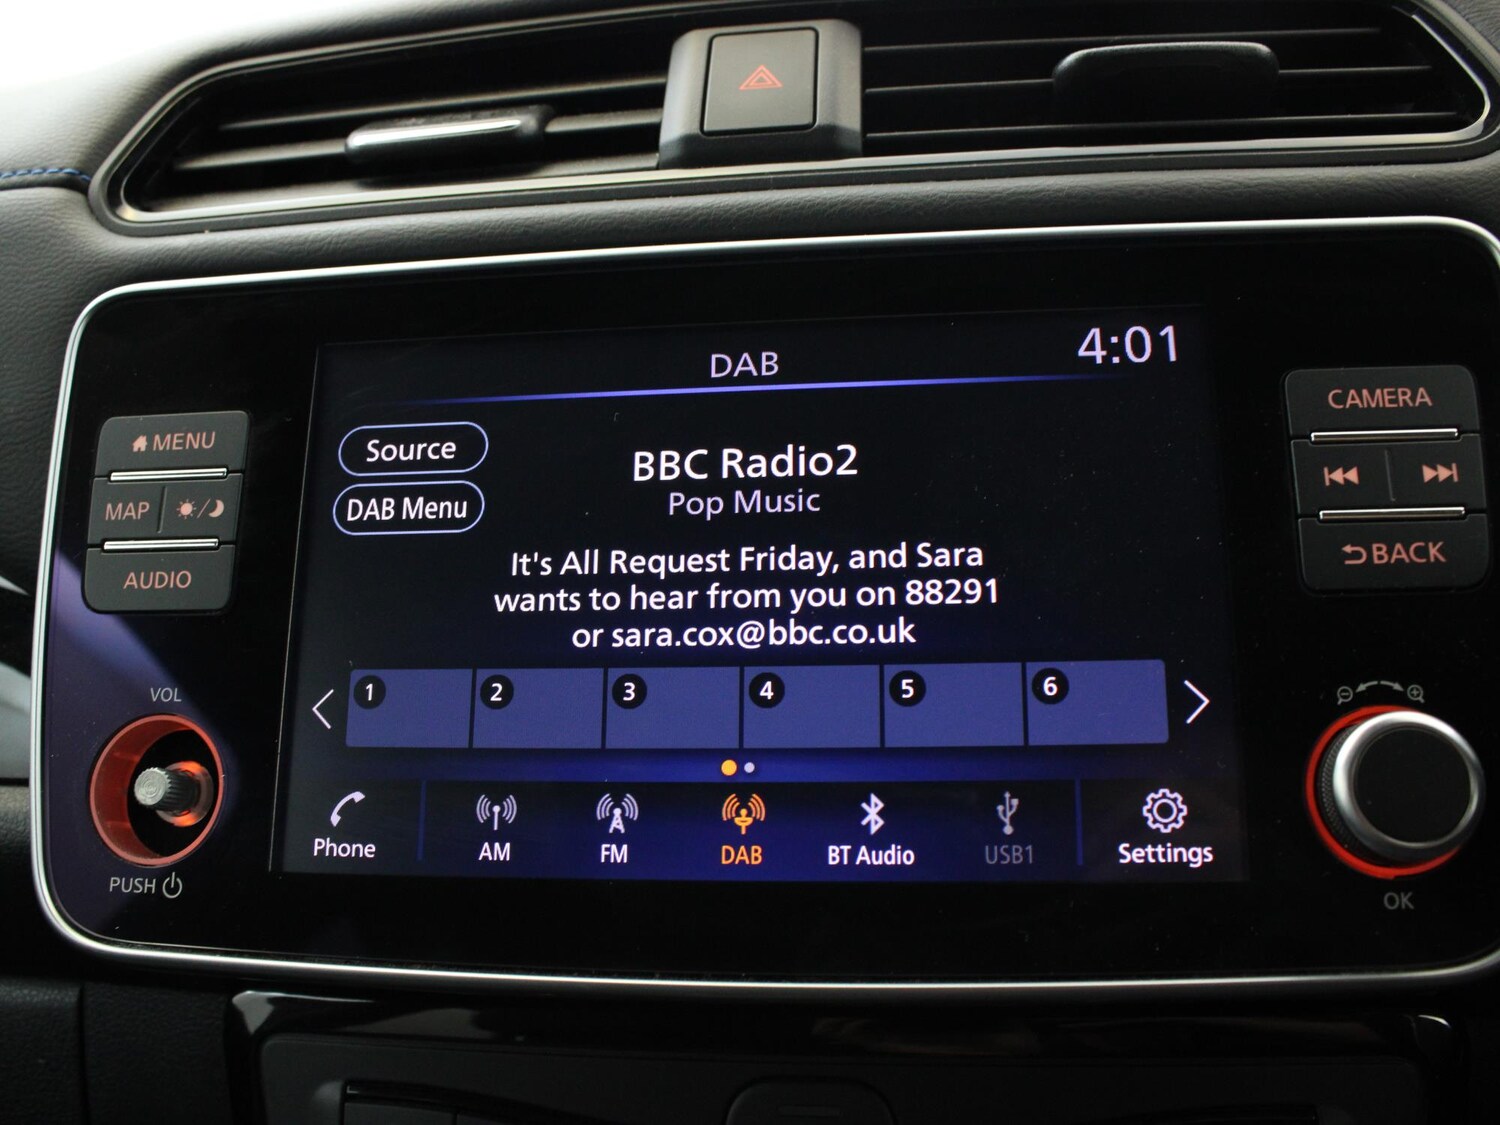 DAB
4:01
Source
DAB Menu
BBC Radio2
Pop Music
It's All Request Friday, and Sara
wants to hear from you on 88291
or sara.cox@bbc.co.uk
1 2 3 4 5 6
Phone AM FM DAB BT Audio USB1 Settings
MENU
MAP
AUDIO
VOL
PUSH
CAMERA
BACK
OK